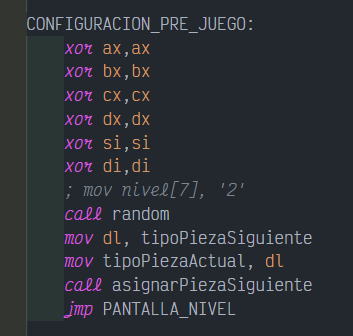 CONFIGURACION_PRE_JUEGO:
xor ax,ax
xor bx,bx
xor cx,cx
xor dx,dx
xor si,si
xor di,di
; mov nivel[7], '2'
call random
mov dl, tipoPiezaSiguiente
mov tipoPiezaActual, dl
call asignarPiezaSiguiente
jmp PANTALLA_NIVEL